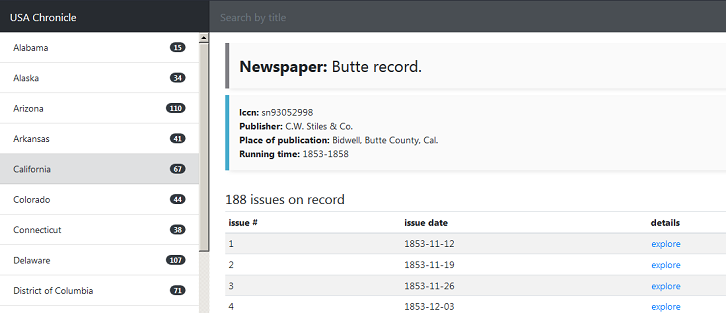 USA Chronicle
Search by title
Alabama 15
Alaska 34
Arizona 110
Arkansas 41
California 67
Colorado 44
Connecticut 38
Delaware 107
District of Columbia 71
Newspaper: Butte record.
lccn: sn93052998
Publisher: C.W. Stiles & Co.
Place of publication: Bidwell, Butte County, Cal.
Running time: 1853-1858
188 issues on record
issue # issue date details
1 1853-11-12 explore
2 1853-11-19 explore
3 1853-11-26 explore
4 1853-12-03 explore